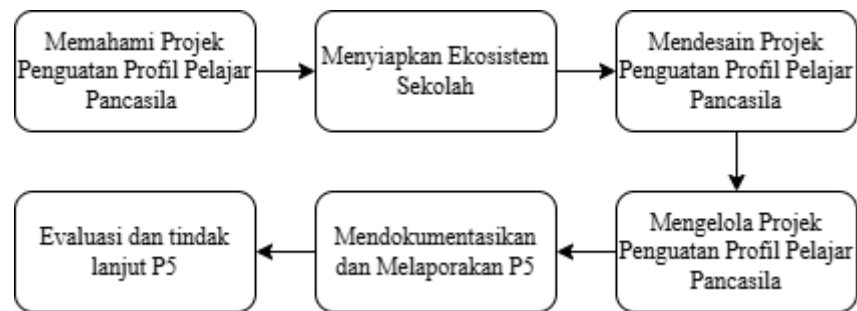 Memahami Projek
Penguatan Profil Pelajar
Pancasila
Menyiapkan Ekosistem
Sekolah
Mendesain Projek
Penguatan Profil Pelajar
Pancasila
Mengelola Projek
Penguatan Profil Pelajar
Pancasila
Mendokumentasikan
dan Melaporakan P5
Evaluasi dan tindak
lanjut P5